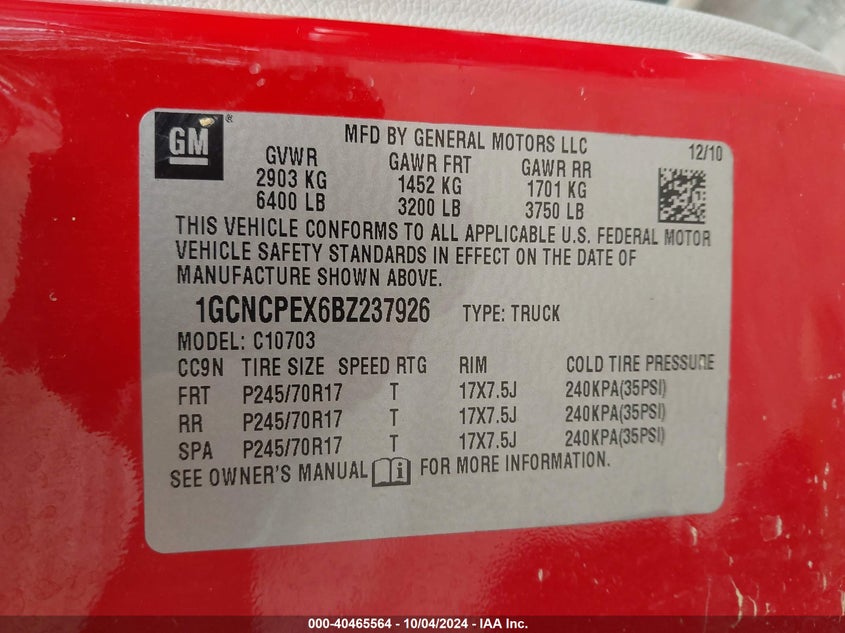 GM ®
MFD BY GENERAL MOTORS LLC
12/10
GVWR GAWR FRT GAWR RR
2903 KG 1452 KG 1701 KG
6400 LB 3200 LB 3750 LB
THIS VEHICLE CONFORMS TO ALL APPLICABLE U.S. FEDERAL MOTOR
VEHICLE SAFETY STANDARDS IN EFFECT ON THE DATE OF
MANUFACTURE SHOWN ABOVE.
1GCNCPEX6BZ237926 TYPE: TRUCK
MODEL: C10703
CC9N TIRE SIZE SPEED RTG RIM COLD TIRE PRESSURE
FRT P245/70R17 T 17X7.5J 240KPA(35PSI)
RR P245/70R17 T 17X7.5J 240KPA(35PSI)
SPA P245/70R17 T 17X7.5J 240KPA(35PSI)
SEE OWNER'S MANUAL i FOR MORE INFORMATION.
000-40465564 - 10/04/2024 - IAA Inc.